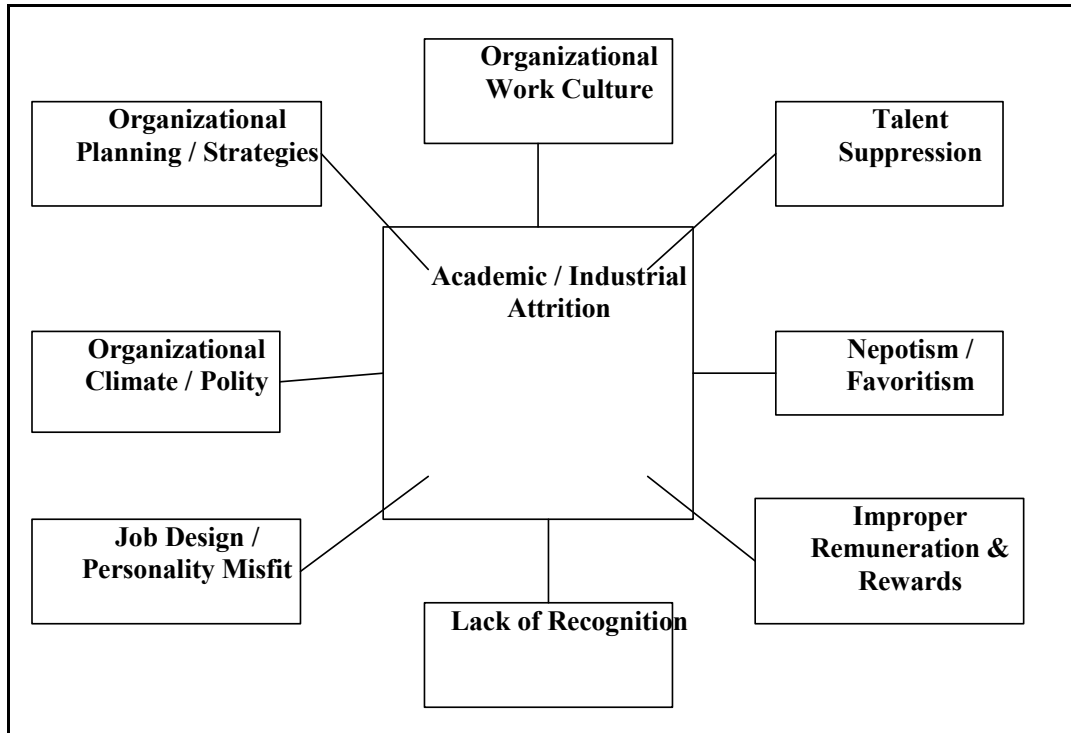 Organizational
Work Culture
Organizational
Planning / Strategies
Talent
Suppression
Academic / Industrial
Attrition
Organizational
Climate / Polity
Nepotism /
Favoritism
Job Design /
Personality Misfit
Improper
Remuneration &
Rewards
Lack of Recognition